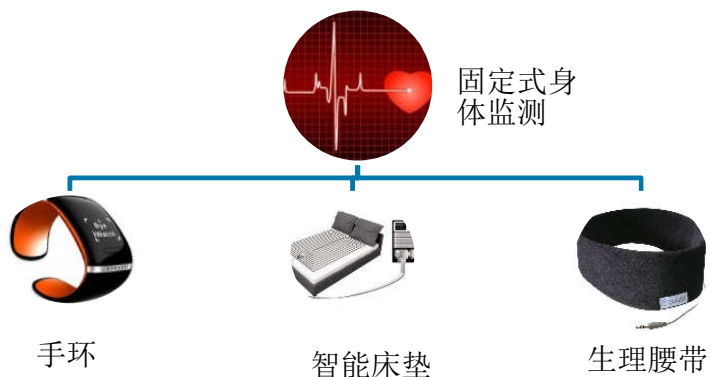 固定式身
体监测
手环
智能床垫
生理腰带